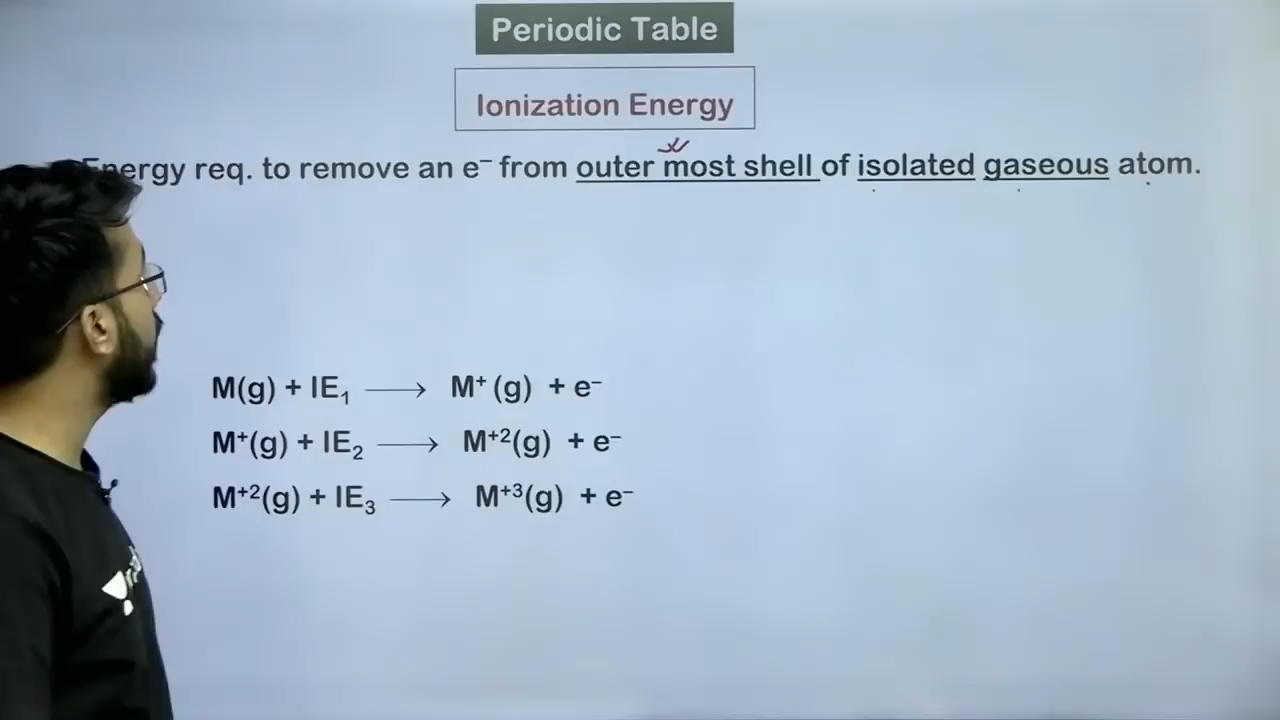 Periodic Table
Ionization Energy
Energy req. to remove an e⁻ from outer most shell of isolated gaseous atom.
M(g) + IE₁ ⟶ M⁺ (g) + e⁻
M⁺(g) + IE₂ ⟶ M⁺²(g) + e⁻
M⁺²(g) + IE₃ ⟶ M⁺³(g) + e⁻